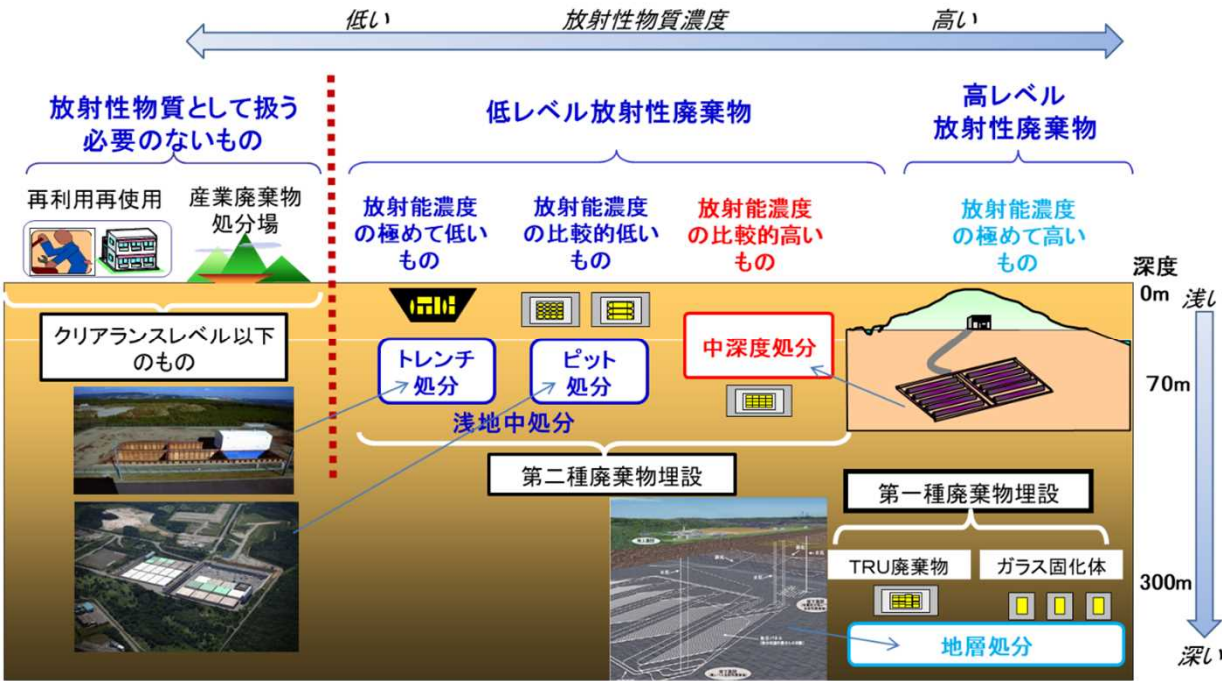 低い 放射性物質濃度 高い
放射性物質として扱う
必要のないもの
低レベル放射性廃棄物
高レベル
放射性廃棄物
再利用再使用
産業廃棄物
処分場
放射能濃度
の極めて低い
もの
放射能濃度
の比較的低い
もの
放射能濃度
の比較的高い
もの
放射能濃度
の極めて高い
もの
深度
0m
浅い
クリアランスレベル以下
のもの
トレンチ
処分
ピット
処分
中深度処分
70m
浅地中処分
第二種廃棄物埋設
第一種廃棄物埋設
TRU廃棄物
ガラス固化体
300m
地層処分
深い